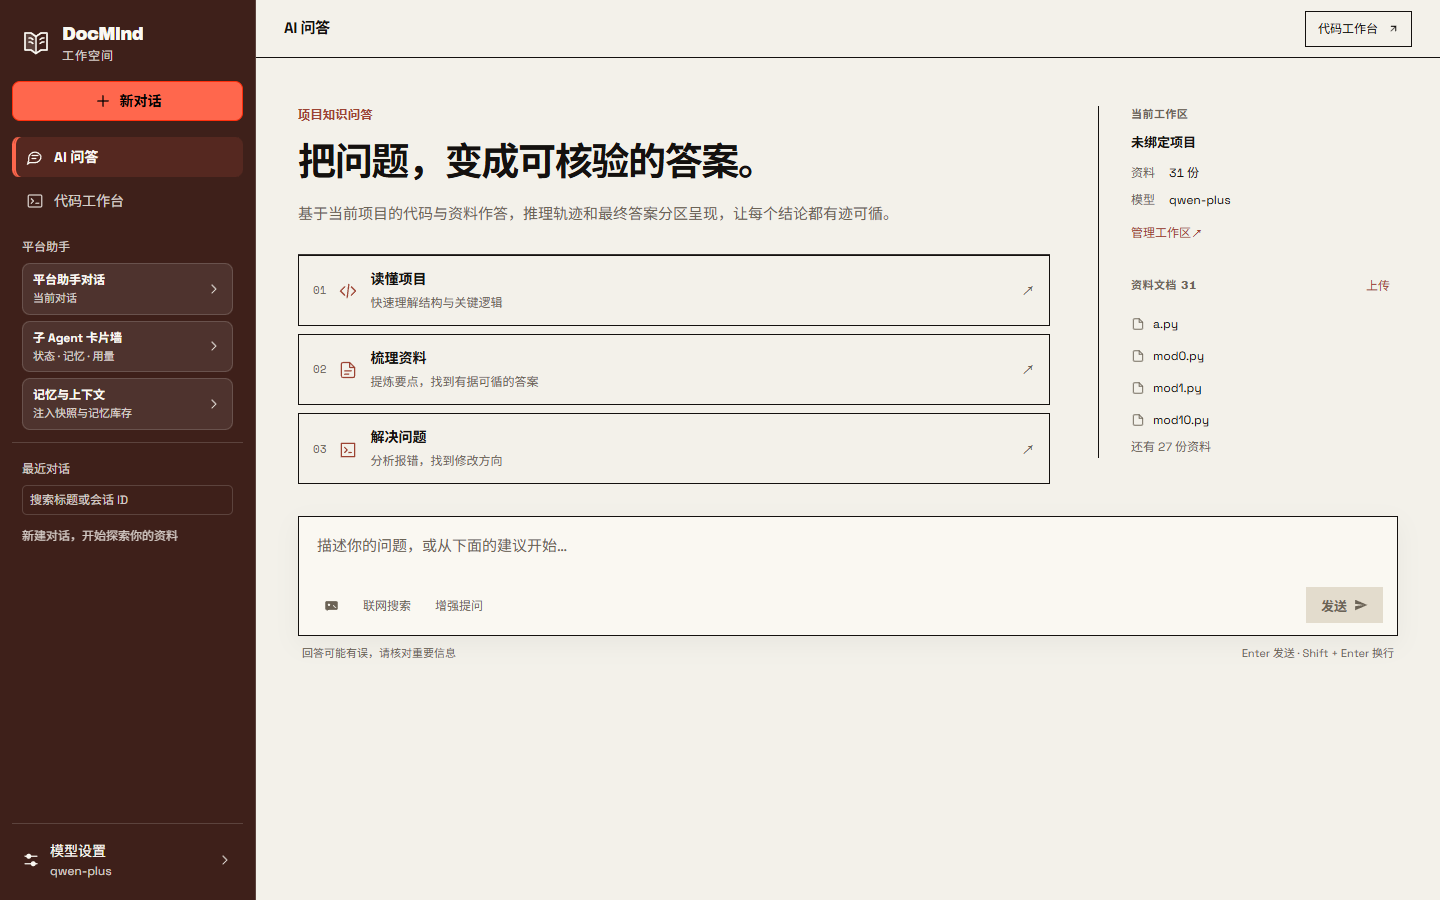 DocMind
工作空间
新对话
AI 问答
代码工作台
平台助手
平台助手对话
当前对话
子 Agent 卡片墙
状态 · 记忆 · 用量
记忆与上下文
注入快照与记忆库存
最近对话
搜索标题或会话 ID
新建对话，开始探索你的资料
模型设置
qwen-plus
AI 问答
代码工作台
项目知识问答
把问题，变成可核验的答案。
基于当前项目的代码与资料作答，推理轨迹和最终答案分区呈现，让每个结论都有迹可循。
01
读懂项目
快速理解结构与关键逻辑
↗
02
梳理资料
提炼要点，找到有据可循的答案
↗
03
解决问题
分析报错，找到修改方向
↗
当前工作区
未绑定项目
资料 31 份
模型 qwen-plus
管理工作区↗
资料文档 31 上传
a.py
mod0.py
mod1.py
mod10.py
还有 27 份资料
描述你的问题，或从下面的建议开始...
联网搜索 增强提问
发送
回答可能有误，请核对重要信息
Enter 发送 · Shift + Enter 换行